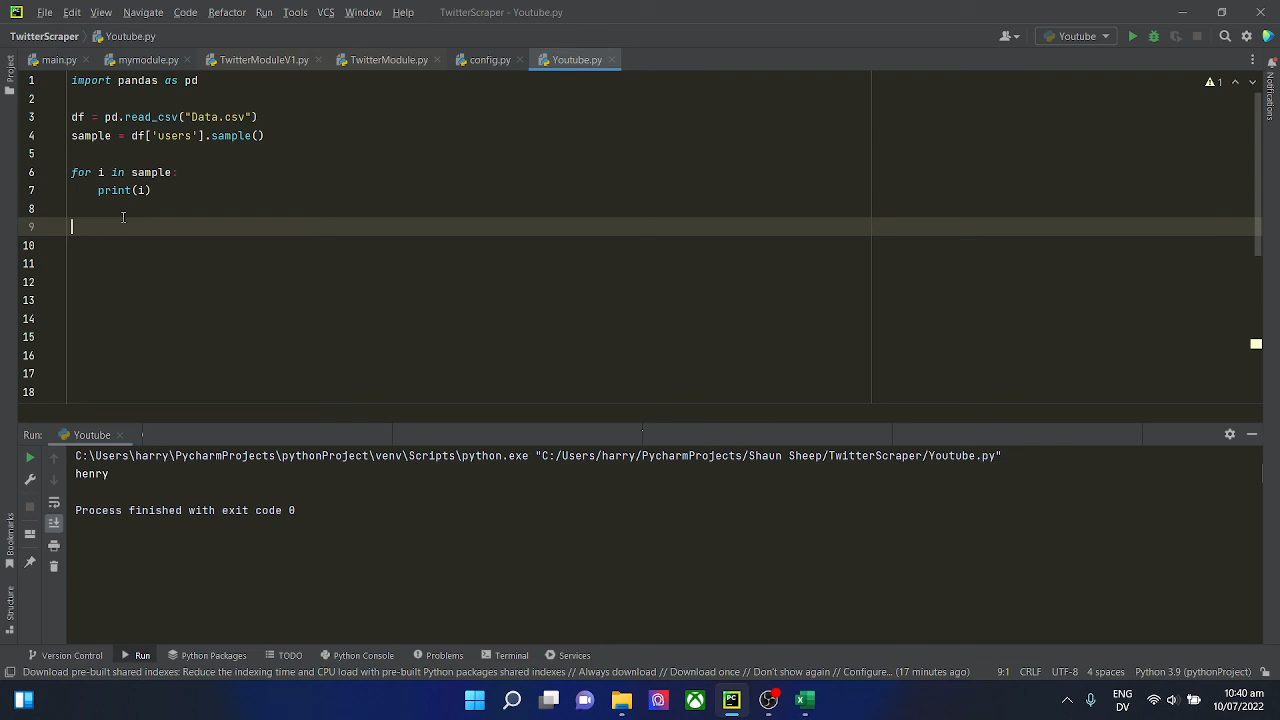 File Edit View Navigate Code Refactor Run Tools VCS Window Help TwitterScraper - Youtube.py
TwitterScraper Youtube.py Youtube
main.py mymodule.py TwitterModuleV1.py TwitterModule.py config.py Youtube.py
Project
Notifications
1 import pandas as pd 1
2
3 df = pd.read_csv("Data.csv")
4 sample = df['users'].sample()
5
6 for i in sample:
7 print(i)
8
9
10
11
12
13
14
15
16
17
18
Run: Youtube
C:\Users\harry\PycharmProjects\pythonProject\venv\Scripts\python.exe "C:/Users/harry/PycharmProjects/Shaun Sheep/TwitterScraper/Youtube.py"
henry
Process finished with exit code 0
Bookmarks
Structure
Version Control Run Python Packages TODO Python Console Problems Terminal Services
Download pre-built shared indexes: Reduce the indexing time and CPU load with pre-built Python packages shared indexes // Always download // Download once // Don't show again // Configure... (17 minutes ago) 9:1 CRLF UTF-8 4 spaces Python 3.9 (pythonProject)
PC
ENG
DV
10:40 am
10/07/2022